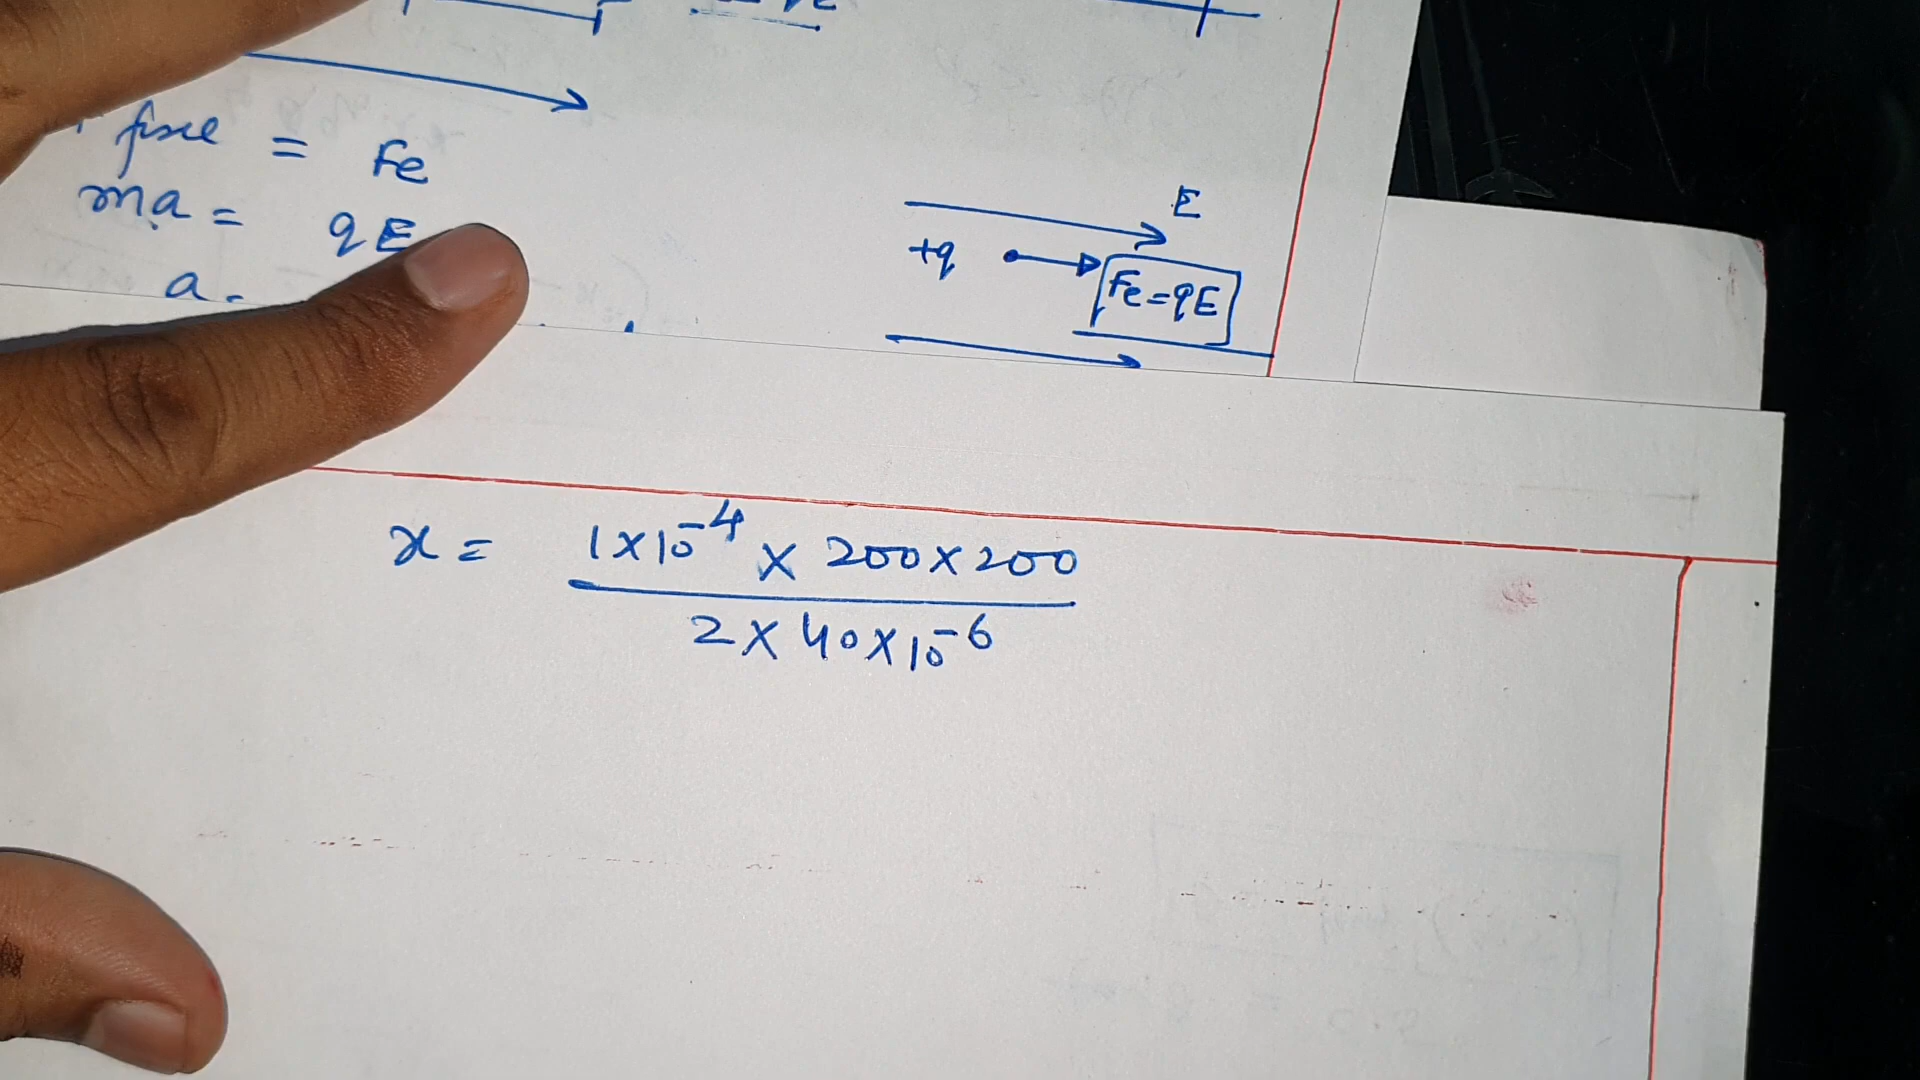 force = Fe
ma = qE
a =
E
+q
Fe = qE
x = 1 x 10^-4 x 200 x 200
2 x 40 x 10^-6